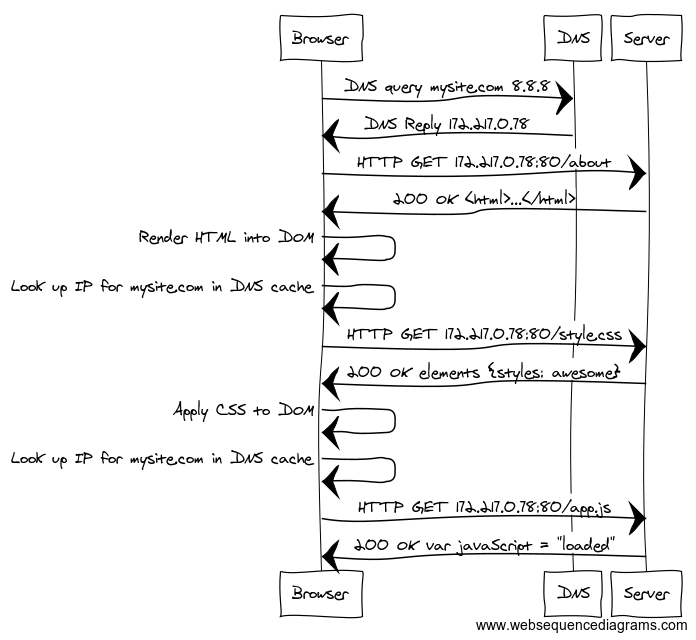 Browser
DNS
Server
DNS query mysite.com 8.8.8
DNS Reply 172.217.0.78
HTTP GET 172.217.0.78:80/about
200 OK <html>...</html>
Render HTML into DOM
Look up IP for mysite.com in DNS cache
HTTP GET 172.217.0.78:80/style.css
200 OK elements {styles: awesome}
Apply CSS to DOM
Look up IP for mysite.com in DNS cache
HTTP GET 172.217.0.78:80/app.js
200 OK var javaScript = "loaded"
Browser
DNS
Server
www.websequencediagrams.com